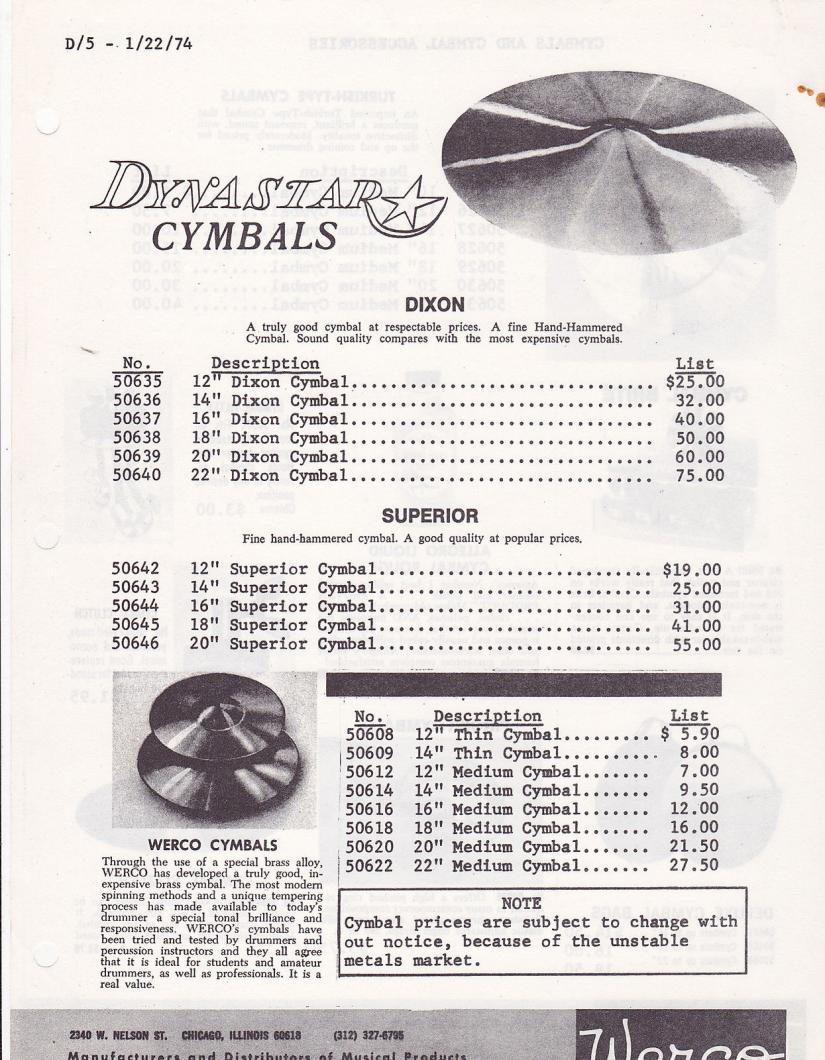 D/5 - 1/22/74
DYNASTAR
CYMBALS
DIXON
A truly good cymbal at respectable prices. A fine Hand-Hammered
Cymbal. Sound quality compares with the most expensive cymbals.
No. Description List
50635 12" Dixon Cymbal............................... $25.00
50636 14" Dixon Cymbal............................... 32.00
50637 16" Dixon Cymbal............................... 40.00
50638 18" Dixon Cymbal............................... 50.00
50639 20" Dixon Cymbal............................... 60.00
50640 22" Dixon Cymbal............................... 75.00
SUPERIOR
Fine hand-hammered cymbal. A good quality at popular prices.
50642 12" Superior Cymbal............................ $19.00
50643 14" Superior Cymbal............................ 25.00
50644 16" Superior Cymbal............................ 31.00
50645 18" Superior Cymbal............................ 41.00
50646 20" Superior Cymbal............................ 55.00
No. Description List
50608 12" Thin Cymbal......... $ 5.90
50609 14" Thin Cymbal.......... 8.00
50612 12" Medium Cymbal....... 7.00
50614 14" Medium Cymbal....... 9.50
50616 16" Medium Cymbal....... 12.00
50618 18" Medium Cymbal....... 16.00
50620 20" Medium Cymbal....... 21.50
50622 22" Medium Cymbal....... 27.50
WERCO CYMBALS
Through the use of a special brass alloy,
WERCO has developed a truly good, in-
expensive brass cymbal. The most modern
spinning methods and a unique tempering
process has made available to today's
drummer a special tonal brilliance and
responsiveness. WERCO's cymbals have
been tried and tested by drummers and
percussion instructors and they all agree
that it is ideal for students and amateur
drummers, as well as professionals. It is a
real value.
NOTE
Cymbal prices are subject to change with
out notice, because of the unstable
metals market.
2340 W. NELSON ST. CHICAGO, ILLINOIS 60618 (312) 327-6795
Manufacturers and Distributors of Musical Products
Werco